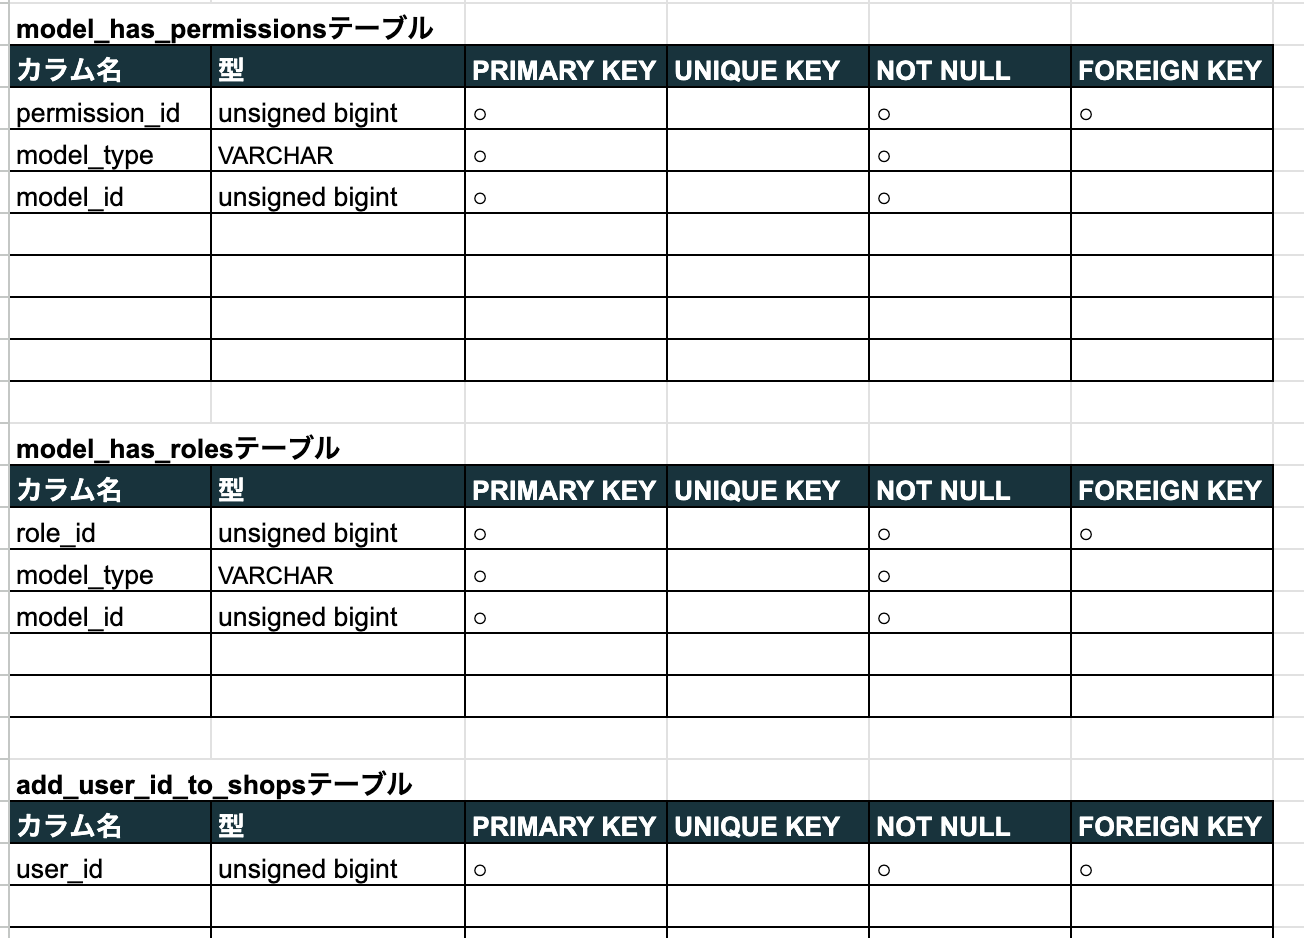 model_has_permissionsテーブル
カラム名 型 PRIMARY KEY UNIQUE KEY NOT NULL FOREIGN KEY
permission_id unsigned bigint ○ ○ ○
model_type VARCHAR ○ ○
model_id unsigned bigint ○ ○
model_has_rolesテーブル
カラム名 型 PRIMARY KEY UNIQUE KEY NOT NULL FOREIGN KEY
role_id unsigned bigint ○ ○ ○
model_type VARCHAR ○ ○
model_id unsigned bigint ○ ○
add_user_id_to_shopsテーブル
カラム名 型 PRIMARY KEY UNIQUE KEY NOT NULL FOREIGN KEY
user_id unsigned bigint ○ ○ ○